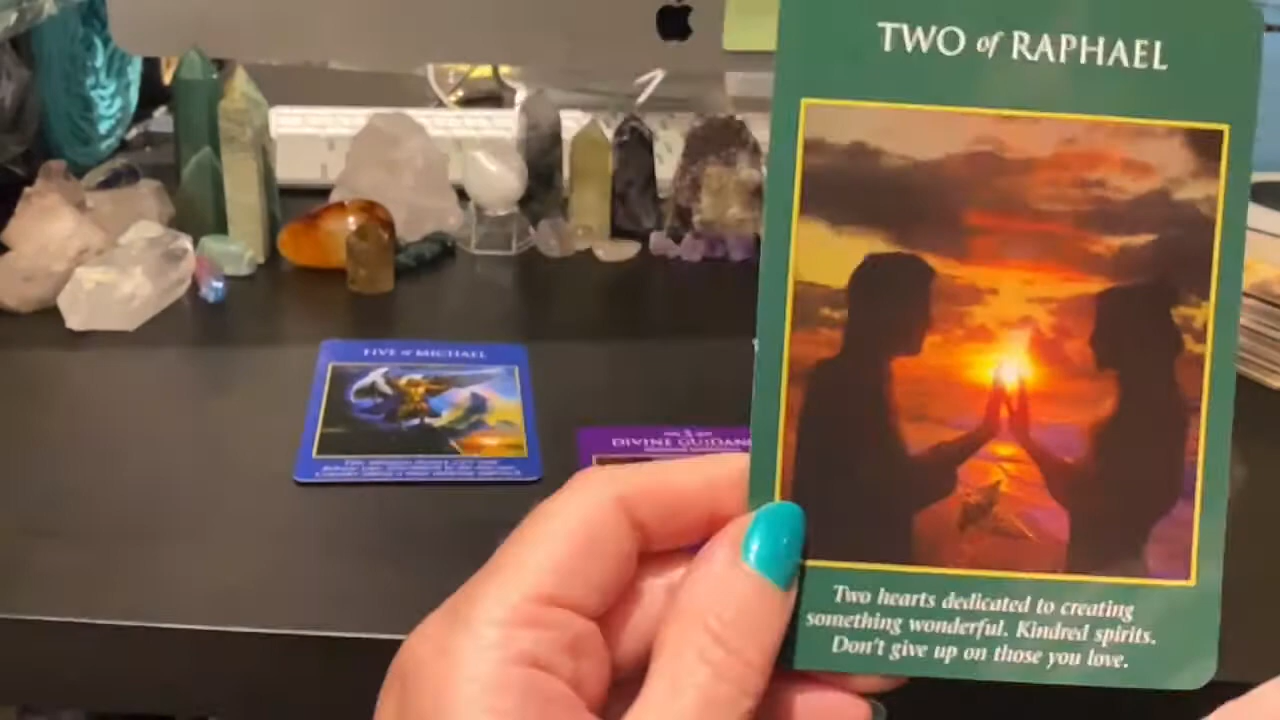 TWO of RAPHAEL
Two hearts dedicated to creating
something wonderful. Kindred spirits.
Don't give up on those you love.
FIVE of MICHAEL
DIVINE GUIDAN